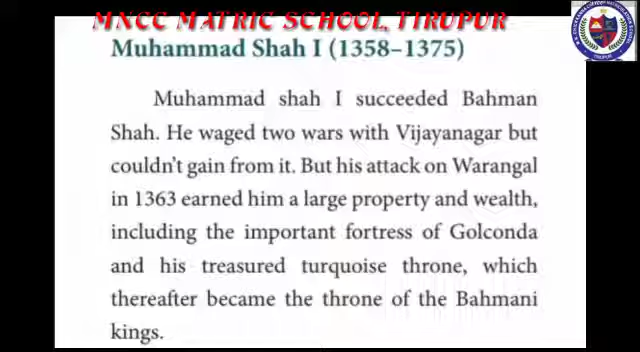 MNCC MATRIC SCHOOL, TIRUPUR
Muhammad Shah I (1358–1375)
Muhammad shah I succeeded Bahman
Shah. He waged two wars with Vijayanagar but
couldn't gain from it. But his attack on Warangal
in 1363 earned him a large property and wealth,
including the important fortress of Golconda
and his treasured turquoise throne, which
thereafter became the throne of the Bahmani
kings.